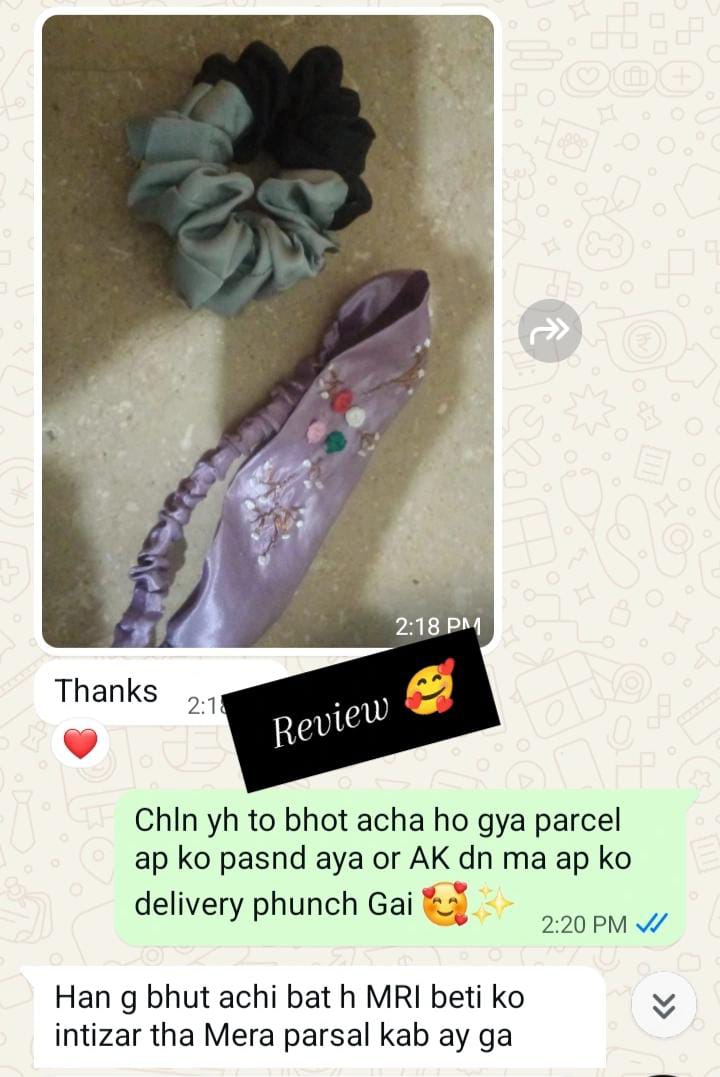 2:18 PM
Thanks
Review 🥰
❤️
Chln yh to bhot acha ho gya parcel
ap ko pasnd aya or AK dn ma ap ko
delivery phunch Gai 🥰✨
2:20 PM
Han g bhut achi bat h MRI beti ko
intizar tha Mera parsal kab ay ga